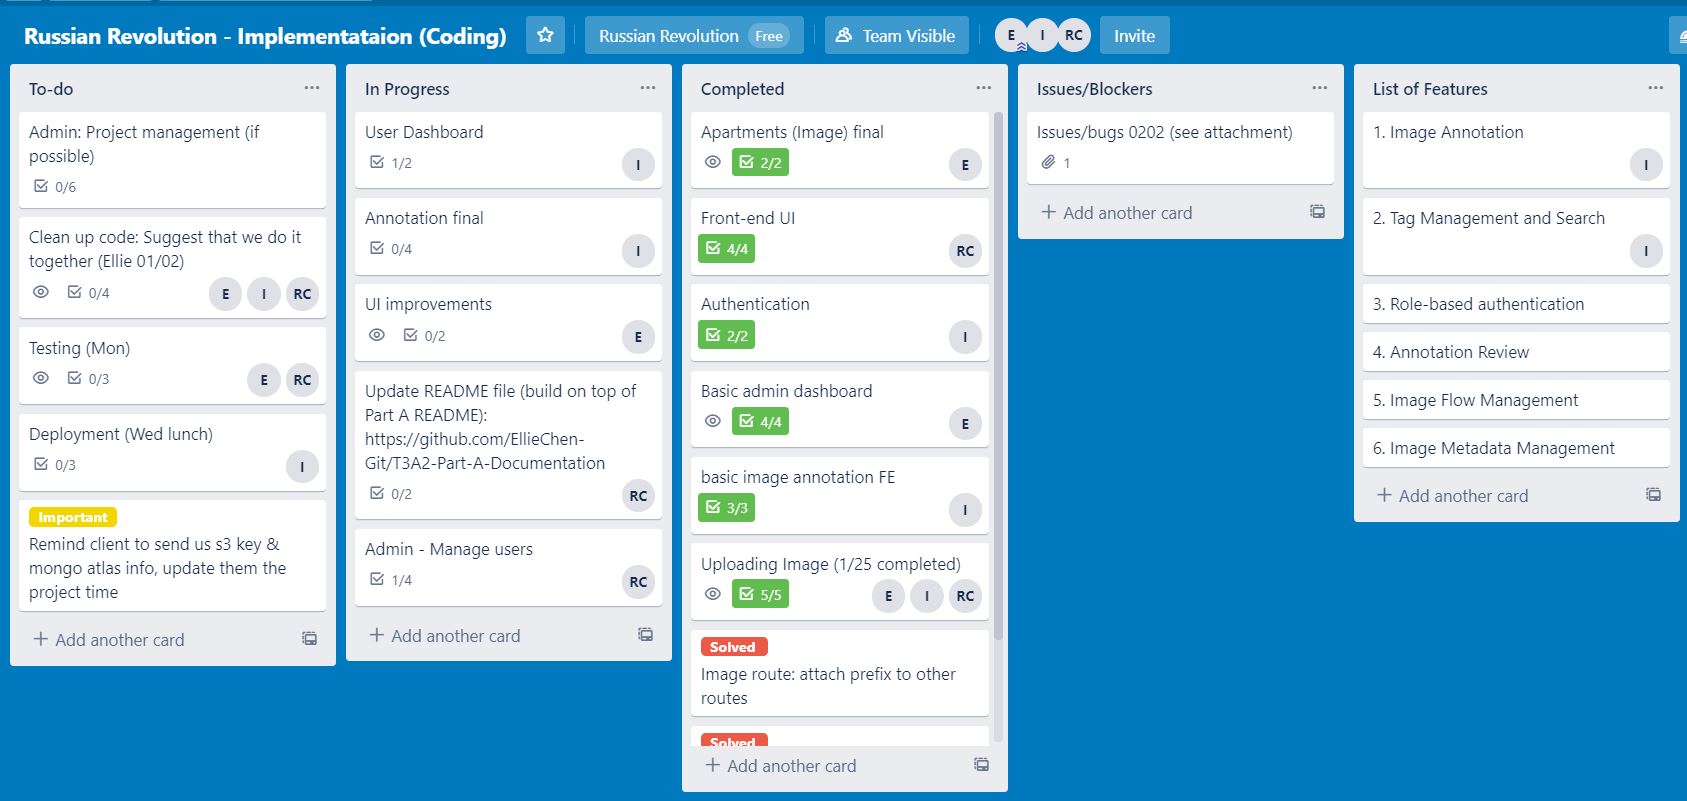 Russian Revolution - Implementataion (Coding)
Russian Revolution Free
Team Visible
E I RC
Invite
To-do
Admin: Project management (if
possible)
0/6
Clean up code: Suggest that we do it
together (Ellie 01/02)
0/4 E I RC
Testing (Mon)
0/3 E RC
Deployment (Wed lunch)
0/3 I
Important
Remind client to send us s3 key &
mongo atlas info, update them the
project time
+ Add another card
In Progress
User Dashboard
1/2 I
Annotation final
0/4 I
UI improvements
0/2 E
Update README file (build on top of
Part A README):
https://github.com/EllieChen-
Git/T3A2-Part-A-Documentation
0/2 RC
Admin - Manage users
1/4 RC
+ Add another card
Completed
Apartments (Image) final
2/2 E
Front-end UI
4/4 RC
Authentication
2/2 I
Basic admin dashboard
4/4 E
basic image annotation FE
3/3 I
Uploading Image (1/25 completed)
5/5 E I RC
Solved
Image route: attach prefix to other
routes
Solved
+ Add another card
Issues/Blockers
Issues/bugs 0202 (see attachment)
1
+ Add another card
List of Features
1. Image Annotation
I
2. Tag Management and Search
I
3. Role-based authentication
4. Annotation Review
5. Image Flow Management
6. Image Metadata Management
+ Add another card